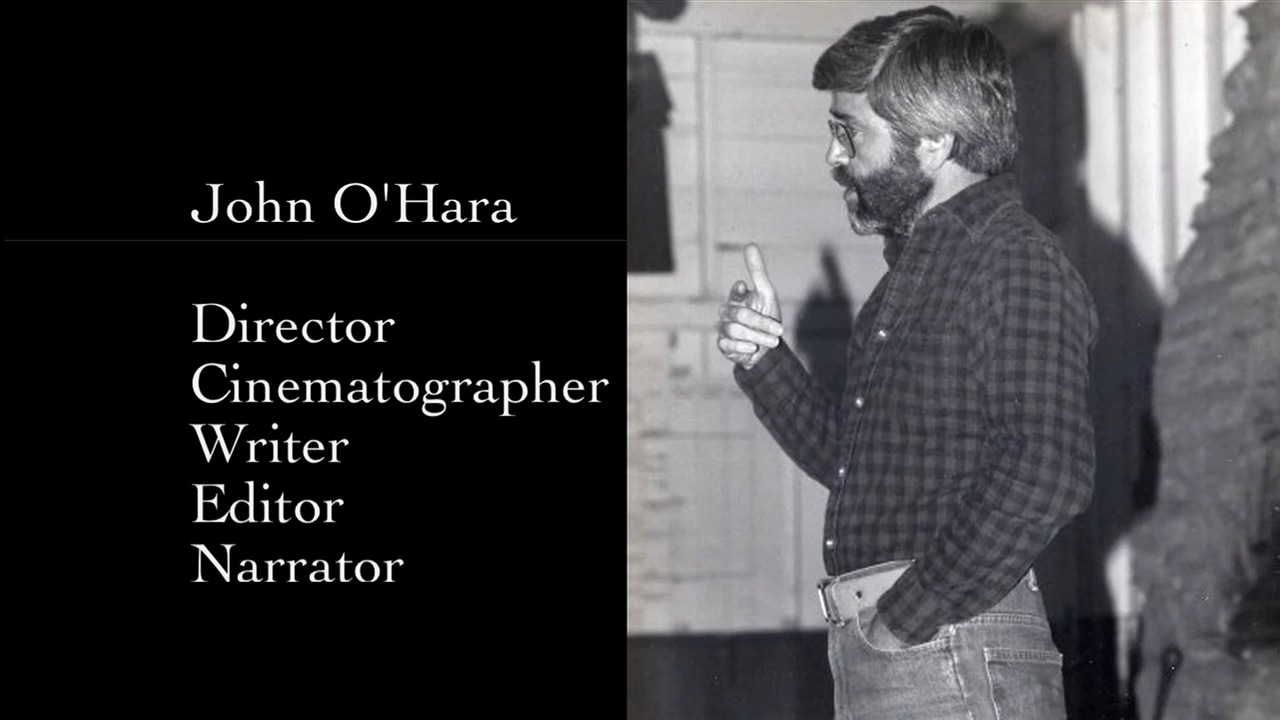 John O'Hara
Director
Cinematographer
Writer
Editor
Narrator